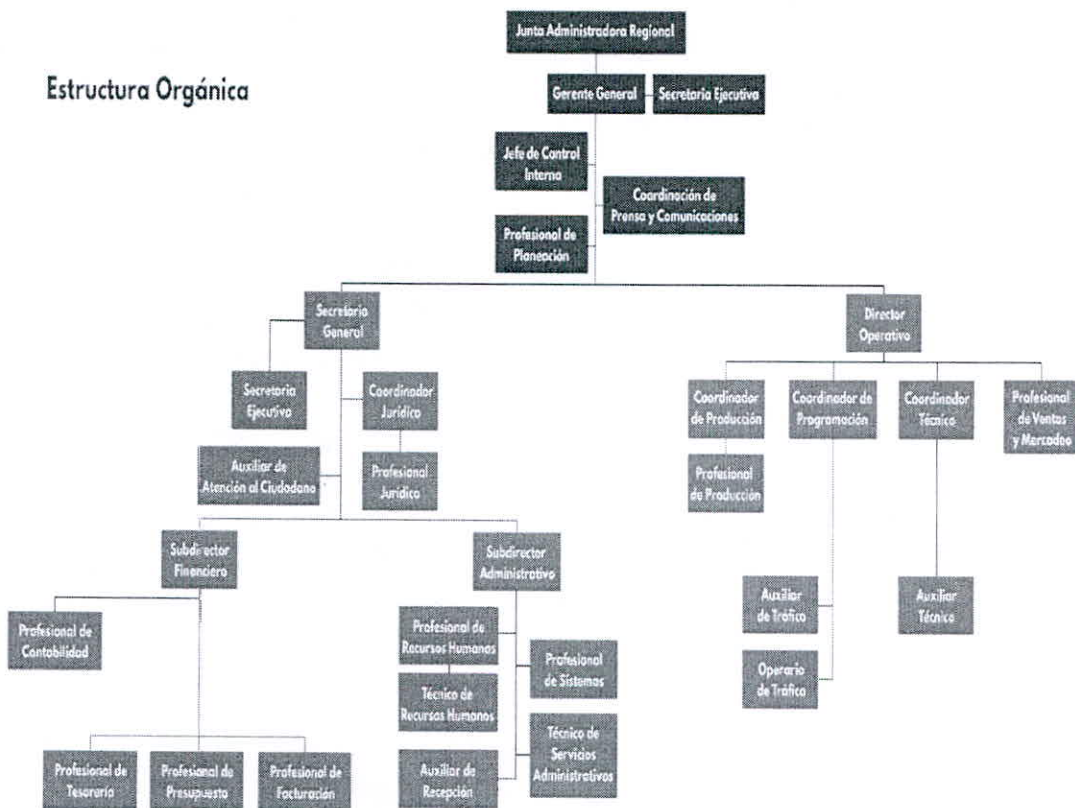 Junta Administradora Regional
Estructura Orgánica
Gerente General
Secretaria Ejecutiva
Jefe de Control
Interno
Coordinación de
Prensa y Comunicaciones
Profesional de
Planeación
Secretario
General
Director
Operativo
Secretaria
Ejecutiva
Coordinador
Jurídico
Coordinador
de Producción
Coordinador de
Programación
Coordinador
Técnico
Profesional
de Ventas
y Mercadeo
Auxiliar de
Atención al Ciudadano
Profesional
Jurídico
Profesional
de Producción
Subdirector
Financiero
Subdirector
Administrativo
Profesional de
Contabilidad
Profesional de
Recursos Humanos
Profesional
de Sistemas
Auxiliar
de Tráfico
Auxiliar
Técnico
Técnico de
Recursos Humanos
Operario
de Tráfico
Técnico de
Servicios
Administrativos
Profesional de
Tesorería
Profesional de
Presupuesto
Profesional de
Facturación
Auxiliar de
Recepción